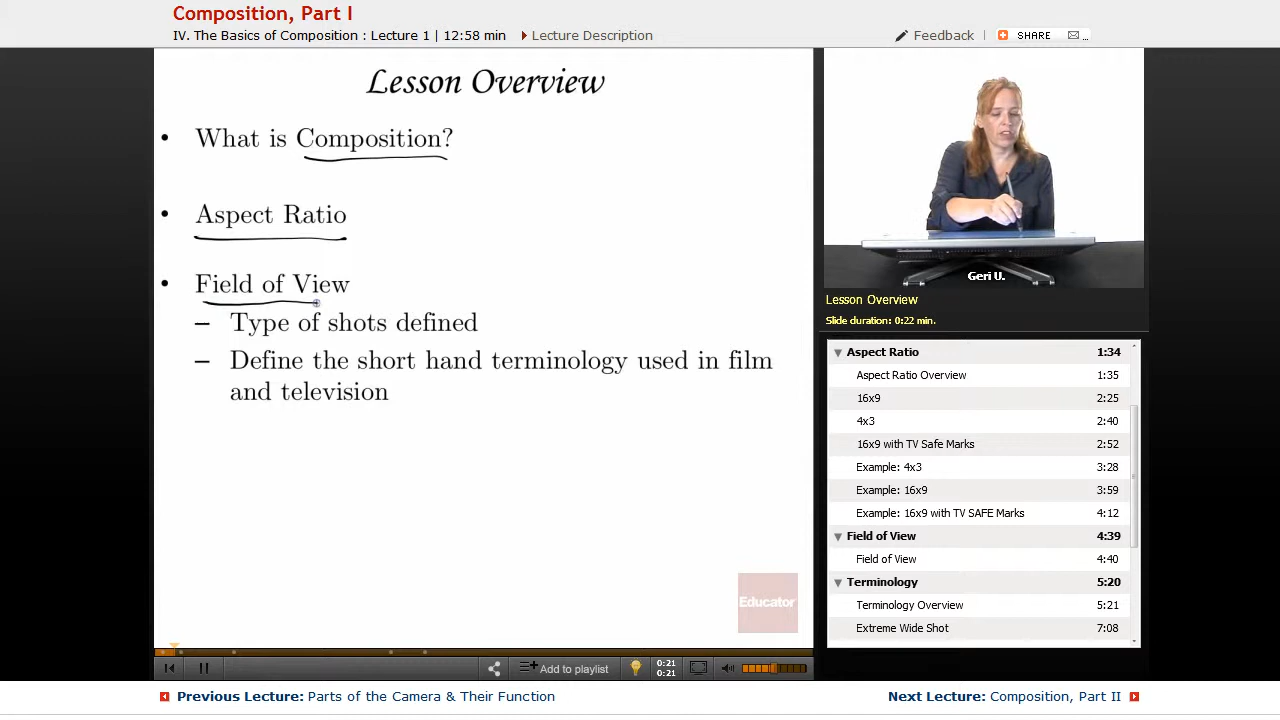 Composition, Part I
IV. The Basics of Composition : Lecture 1 | 12:58 min
Lecture Description
Feedback
SHARE
Lesson Overview
• What is Composition?
• Aspect Ratio
• Field of View
– Type of shots defined
– Define the short hand terminology used in film
and television
Educator
Geri U.
Lesson Overview
Slide duration: 0:22 min.
Aspect Ratio 1:34
Aspect Ratio Overview 1:35
16x9 2:25
4x3 2:40
16x9 with TV Safe Marks 2:52
Example: 4x3 3:28
Example: 16x9 3:59
Example: 16x9 with TV SAFE Marks 4:12
Field of View 4:39
Field of View 4:40
Terminology 5:20
Terminology Overview 5:21
Extreme Wide Shot 7:08
Add to playlist
0:21
0:21
Previous Lecture: Parts of the Camera & Their Function
Next Lecture: Composition, Part II